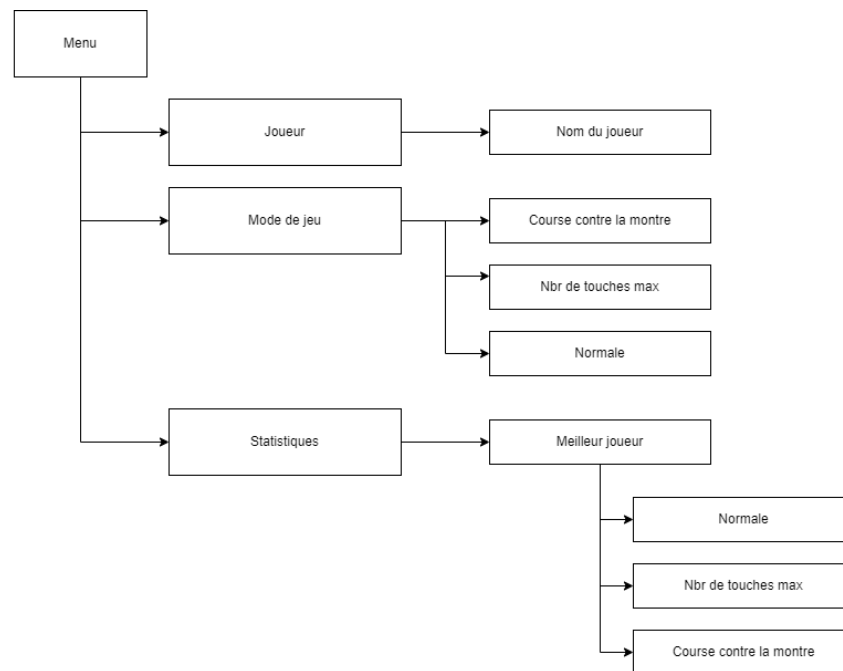 Menu
Joueur
Nom du joueur
Mode de jeu
Course contre la montre
Nbr de touches max
Normale
Statistiques
Meilleur joueur
Normale
Nbr de touches max
Course contre la montre